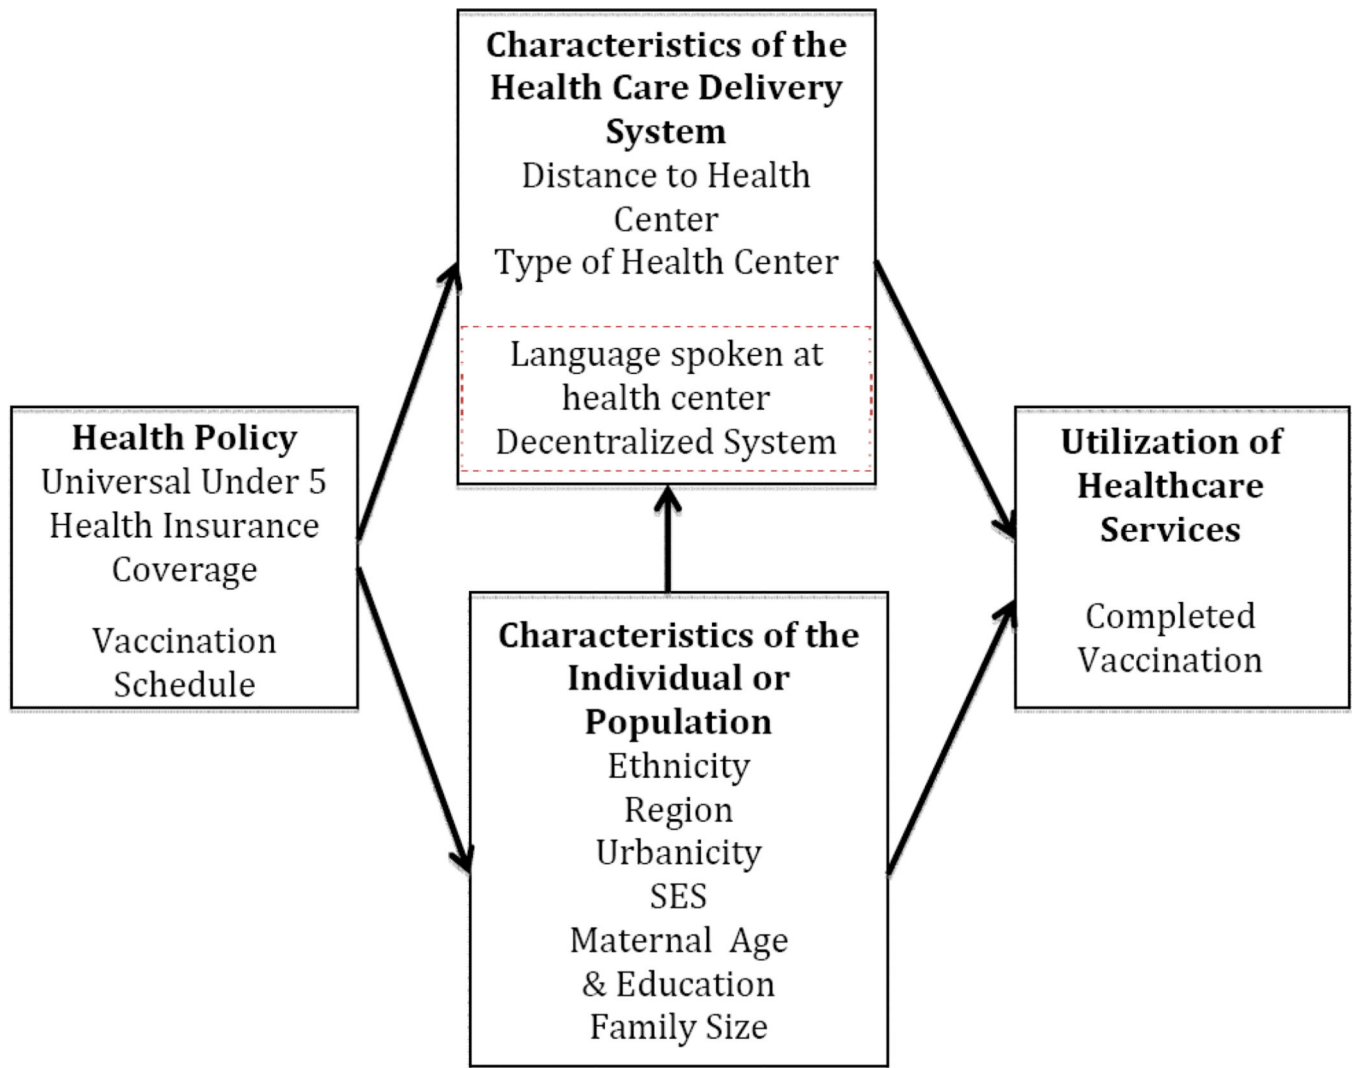 Characteristics of the
Health Care Delivery
System
Distance to Health
Center
Type of Health Center
Language spoken at
health center
Decentralized System
Health Policy
Universal Under 5
Health Insurance
Coverage
Vaccination
Schedule
Characteristics of the
Individual or
Population
Ethnicity
Region
Urbanicity
SES
Maternal Age
& Education
Family Size
Utilization of
Healthcare
Services
Completed
Vaccination